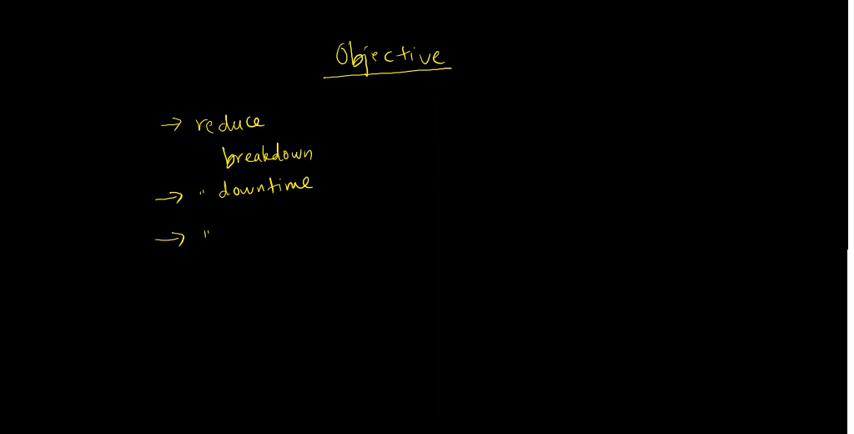 Objective
→ reduce
breakdown
→ " downtime
→ "